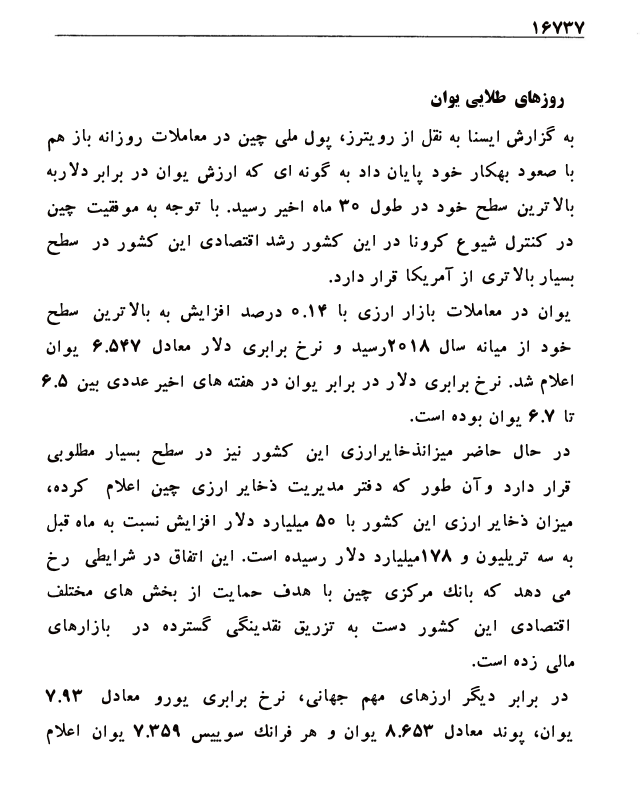 ۱۶۷۳۷
روزهای طلایی یوان
به گزارش ایسنا به نقل از رویترز، پول ملی چین در معاملات روزانه باز هم
با صعود بهکار خود پایان داد به گونه ای که ارزش یوان در برابر دلاربه
بالاترین سطح خود در طول ۳۰ ماه اخیر رسید. با توجه به موفقیت چین
در کنترل شیوع کرونا در این کشور رشد اقتصادی این کشور در سطح
بسیار بالاتری از آمریکا قرار دارد.
یوان در معاملات بازار ارزی با ۰.۱۴ درصد افزایش به بالاترین سطح
خود از میانه سال ۲۰۱۸رسید و نرخ برابری دلار معادل ۶.۵۴۷ یوان
اعلام شد. نرخ برابری دلار در برابر یوان در هفته های اخیر عددی بین ۶.۵
تا ۶.۷ یوان بوده است.
در حال حاضر میزانذخایرارزی این کشور نیز در سطح بسیار مطلوبی
قرار دارد وآن طور که دفتر مدیریت ذخایر ارزی چین اعلام کرده،
میزان ذخایر ارزی این کشور با ۵۰ میلیارد دلار افزایش نسبت به ماه قبل
به سه تریلیون و ۱۷۸میلیارد دلار رسیده است. این اتفاق در شرایطی رخ
می دهد که بانک مرکزی چین با هدف حمایت از بخش های مختلف
اقتصادی این کشور دست به تزریق نقدینگی گسترده در بازارهای
مالی زده است.
در برابر دیگر ارزهای مهم جهانی، نرخ برابری یورو معادل ۷.۹۳
یوان، پوند معادل ۸.۶۵۳ یوان و هر فرانک سوییس ۷.۳۵۹ یوان اعلام